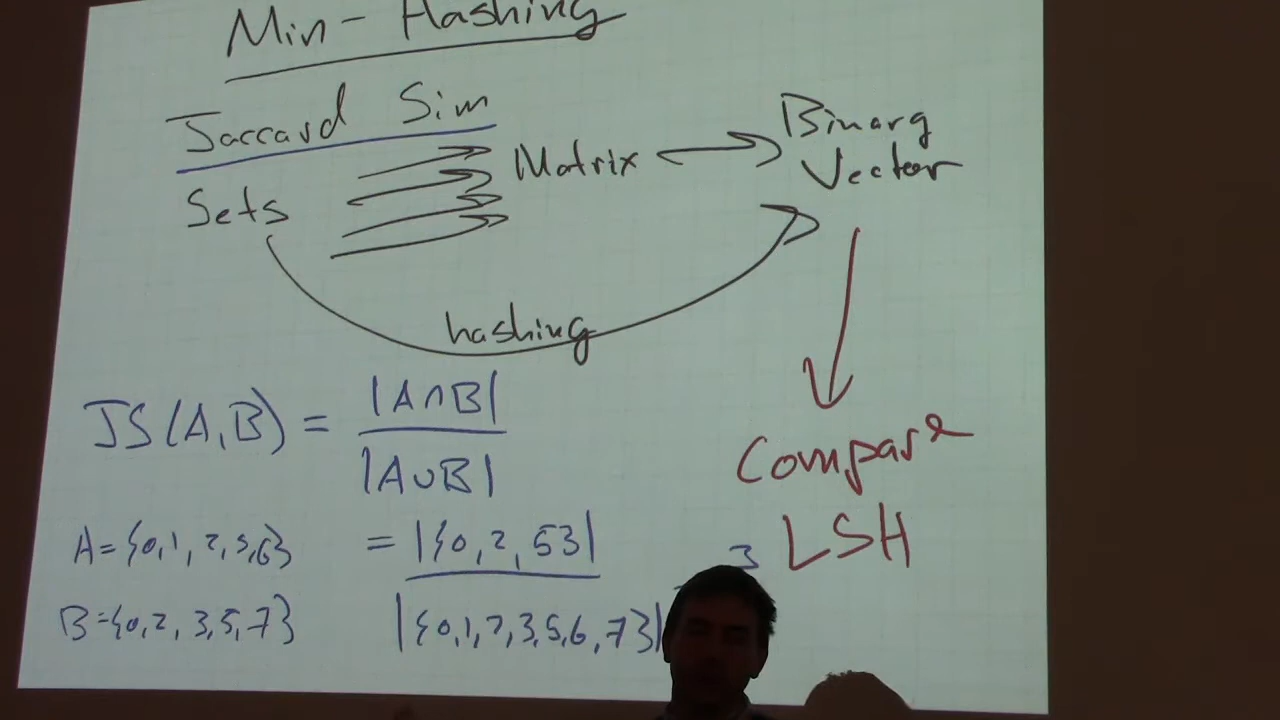 Min-Hashing
Jaccard Sim
Sets
Matrix
Binary
Vector
hashing
JS(A,B) = |A∩B|
|A∪B|
Compare
LSH
A={0,1,2,5,6}
= |{0,2,5}|
3
B={0,2,3,5,7}
|{0,1,2,3,5,6,7}|